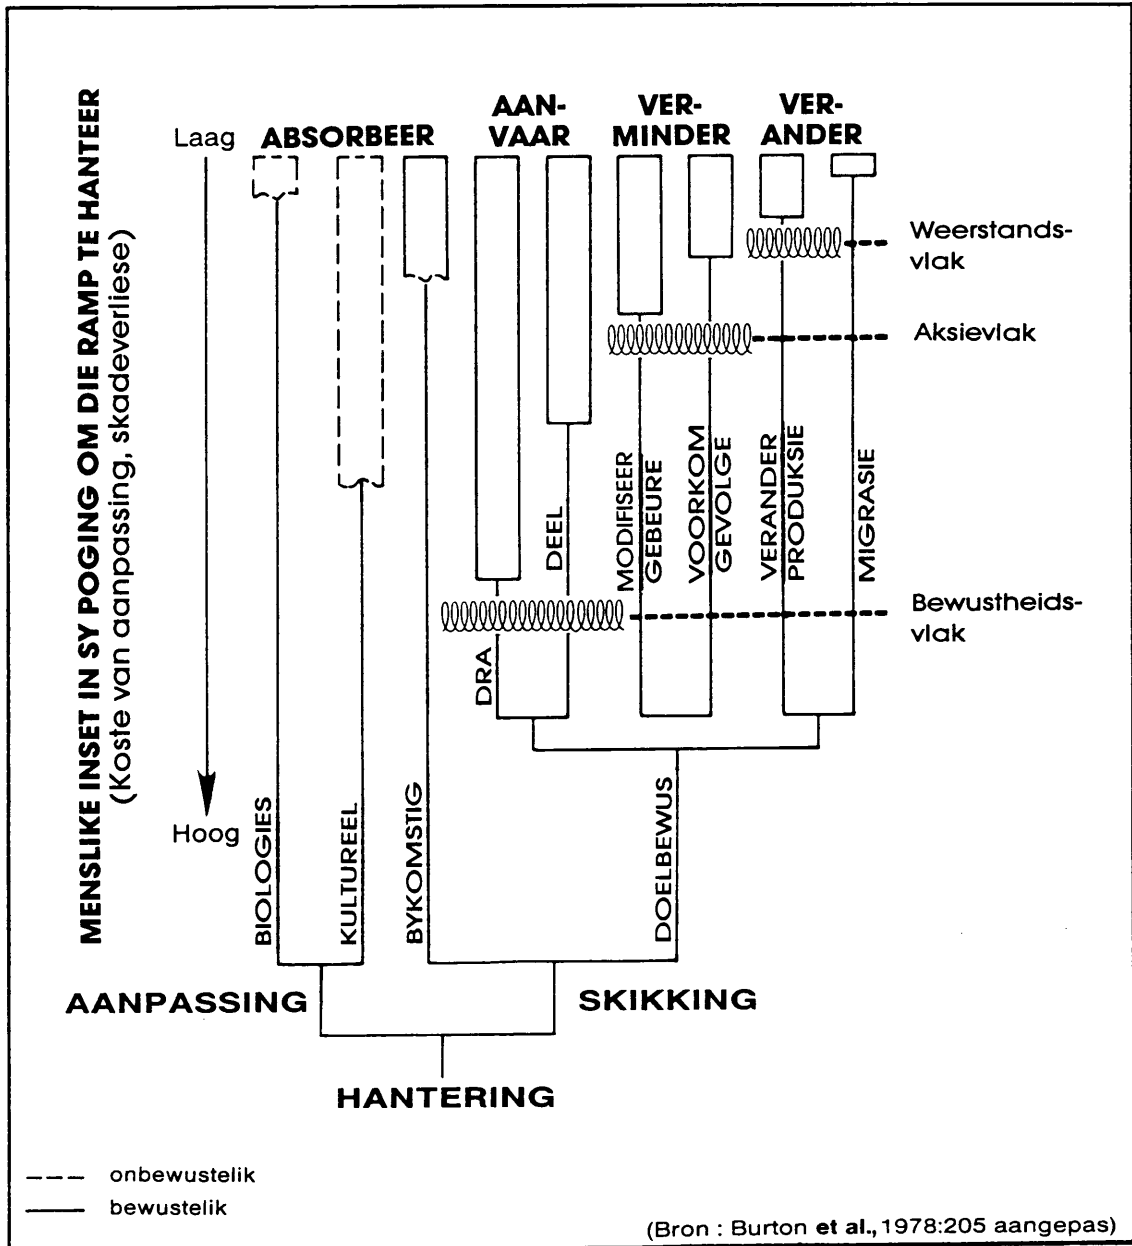 MENSLIKE INSET IN SY POGING OM DIE RAMP TE HANTEER
(Koste van aanpassing, skadeverliese)
Laag
Hoog
ABSORBEER
AAN-
VAAR
VER-
MINDER
VER-
ANDER
Weerstands-
vlak
Aksievlak
Bewustheids-
vlak
BIOLOGIES
KULTUREEL
BYKOMSTIG
DRA
DEEL
MODIFISEER
GEBEURE
VOORKOM
GEVOLGE
VERANDER
PRODUKSIE
MIGRASIE
DOELBEWUS
AANPASSING
SKIKKING
HANTERING
onbewustelik
bewustelik
(Bron : Burton et al., 1978:205 aangepas)